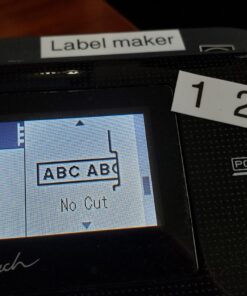 Label maker
1 2
ABC ABC
No Cut